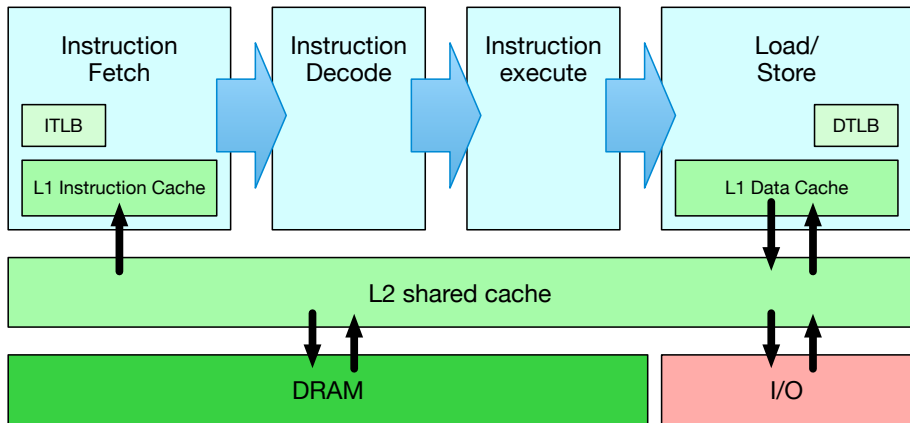 Instruction
Fetch
Instruction
Decode
Instruction
execute
Load/
Store
ITLB
DTLB
L1 Instruction Cache
L1 Data Cache
L2 shared cache
DRAM
I/O